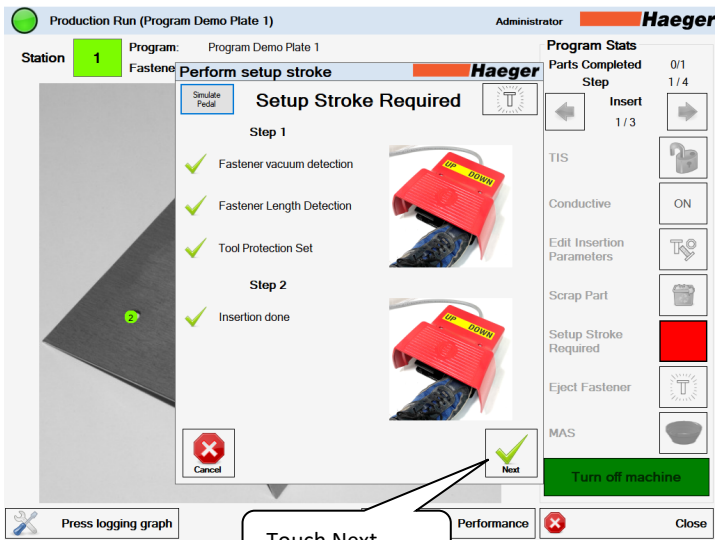 Production Run (Program Demo Plate 1)
Administrator
Haeger
Station
1
Program:
Program Demo Plate 1
Fastene
Perform setup stroke
Haeger
Simulate
Pedal
Setup Stroke Required
Step 1
Fastener vacuum detection
UP DOWN
Fastener Length Detection
Tool Protection Set
Step 2
Insertion done
UP DOWN
2
Cancel
Next
Program Stats
Parts Completed
0/1
Step
1 / 4
Insert
1 / 3
TIS
Conductive
ON
Edit Insertion
Parameters
Scrap Part
Setup Stroke
Required
Eject Fastener
MAS
Turn off machine
Press logging graph
Touch Next
Performance
Close